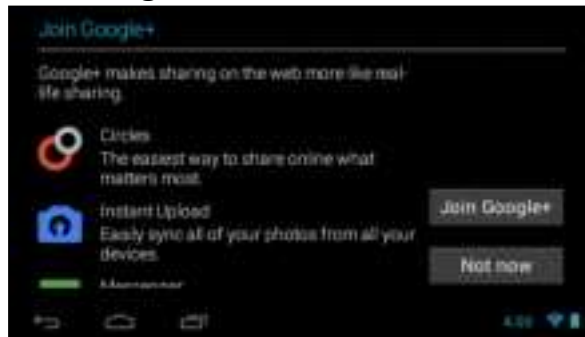 Join Google+
Google+ makes sharing on the web more like real-
life sharing.
Circles
The easiest way to share online what
matters most.
Instant Upload
Easily sync all of your photos from all your
devices.
Messenger
Join Google+
Not now